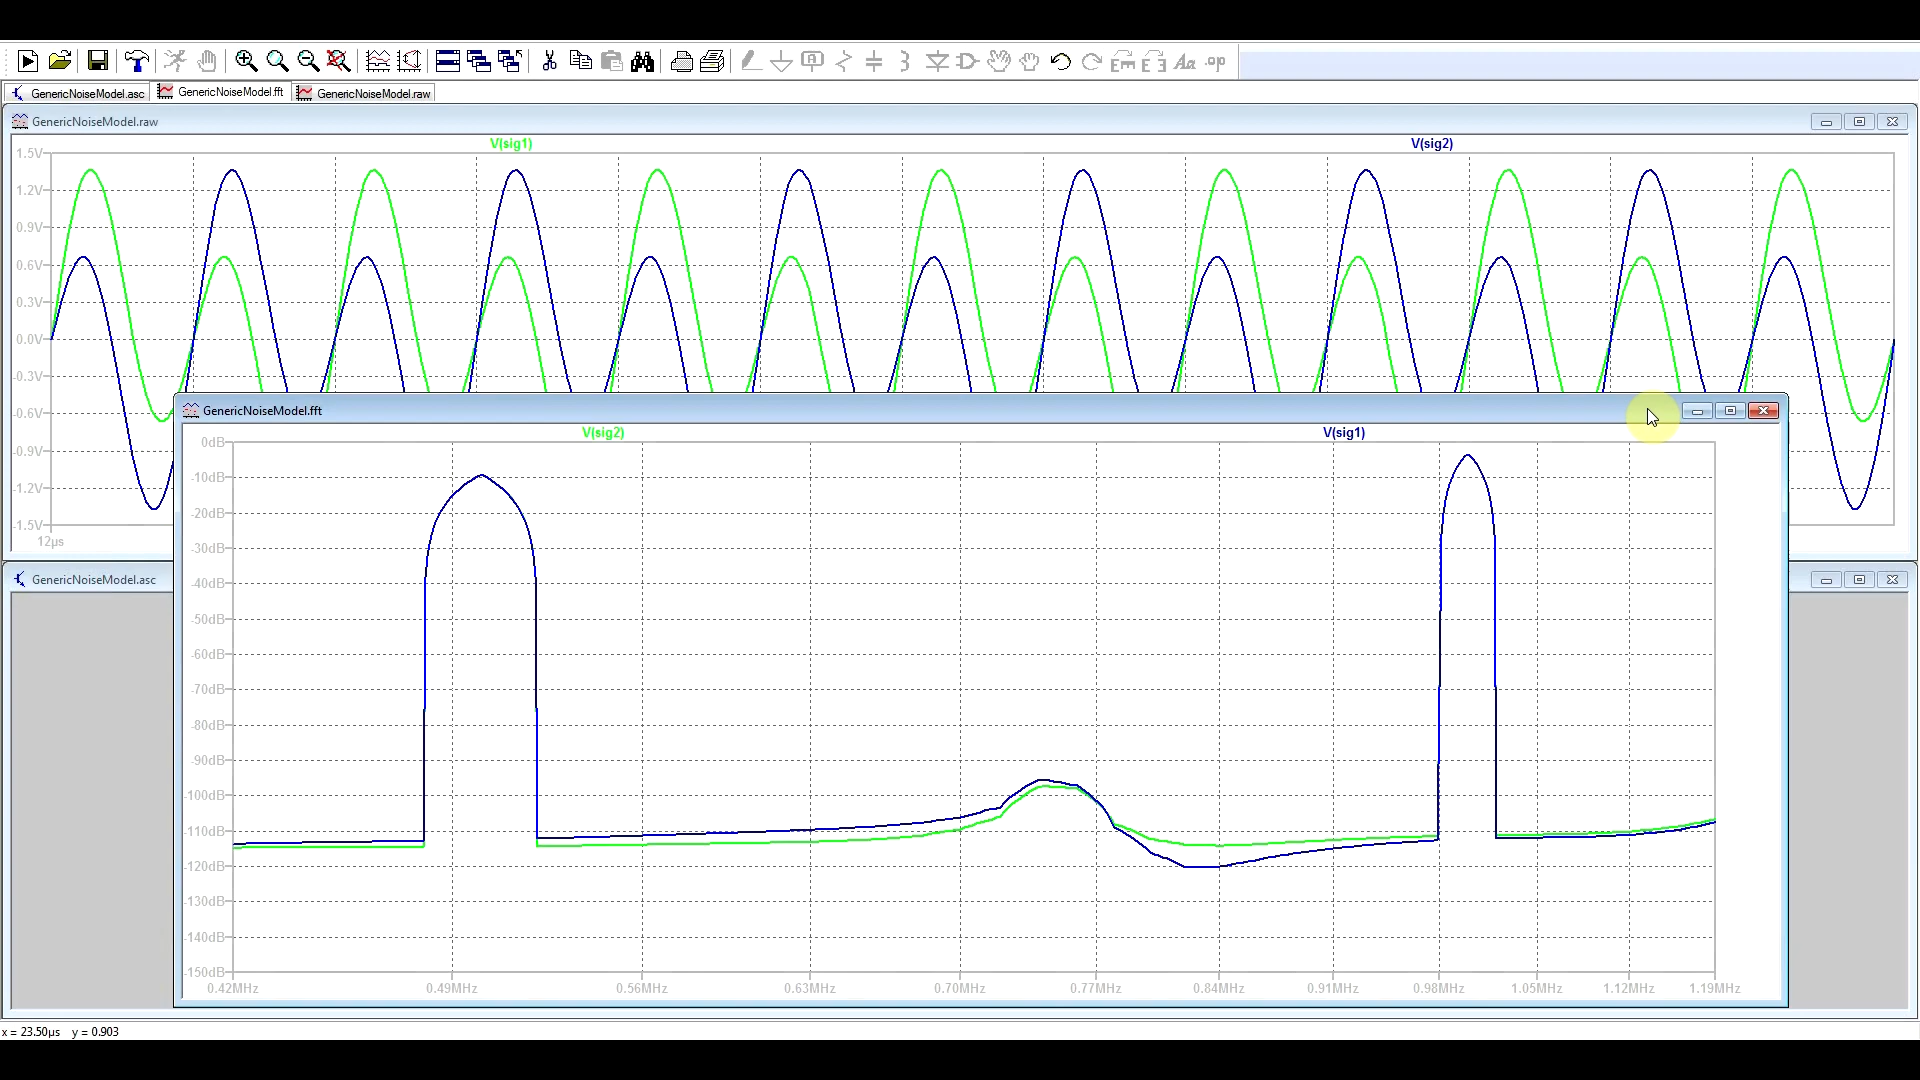 Aa .op
GenericNoiseModel.asc GenericNoiseModel.fft GenericNoiseModel.raw
GenericNoiseModel.raw
V(sig1) V(sig2)
1.5V
1.2V
0.9V
0.6V
0.3V
0.0V
-0.3V
-0.6V
-0.9V
-1.2V
-1.5V
12µs
GenericNoiseModel.asc
GenericNoiseModel.fft
V(sig2) V(sig1)
0dB
-10dB
-20dB
-30dB
-40dB
-50dB
-60dB
-70dB
-80dB
-90dB
-100dB
-110dB
-120dB
-130dB
-140dB
-150dB
0.42MHz 0.49MHz 0.56MHz 0.63MHz 0.70MHz 0.77MHz 0.84MHz 0.91MHz 0.98MHz 1.05MHz 1.12MHz 1.19MHz
x = 23.50µs y = 0.903